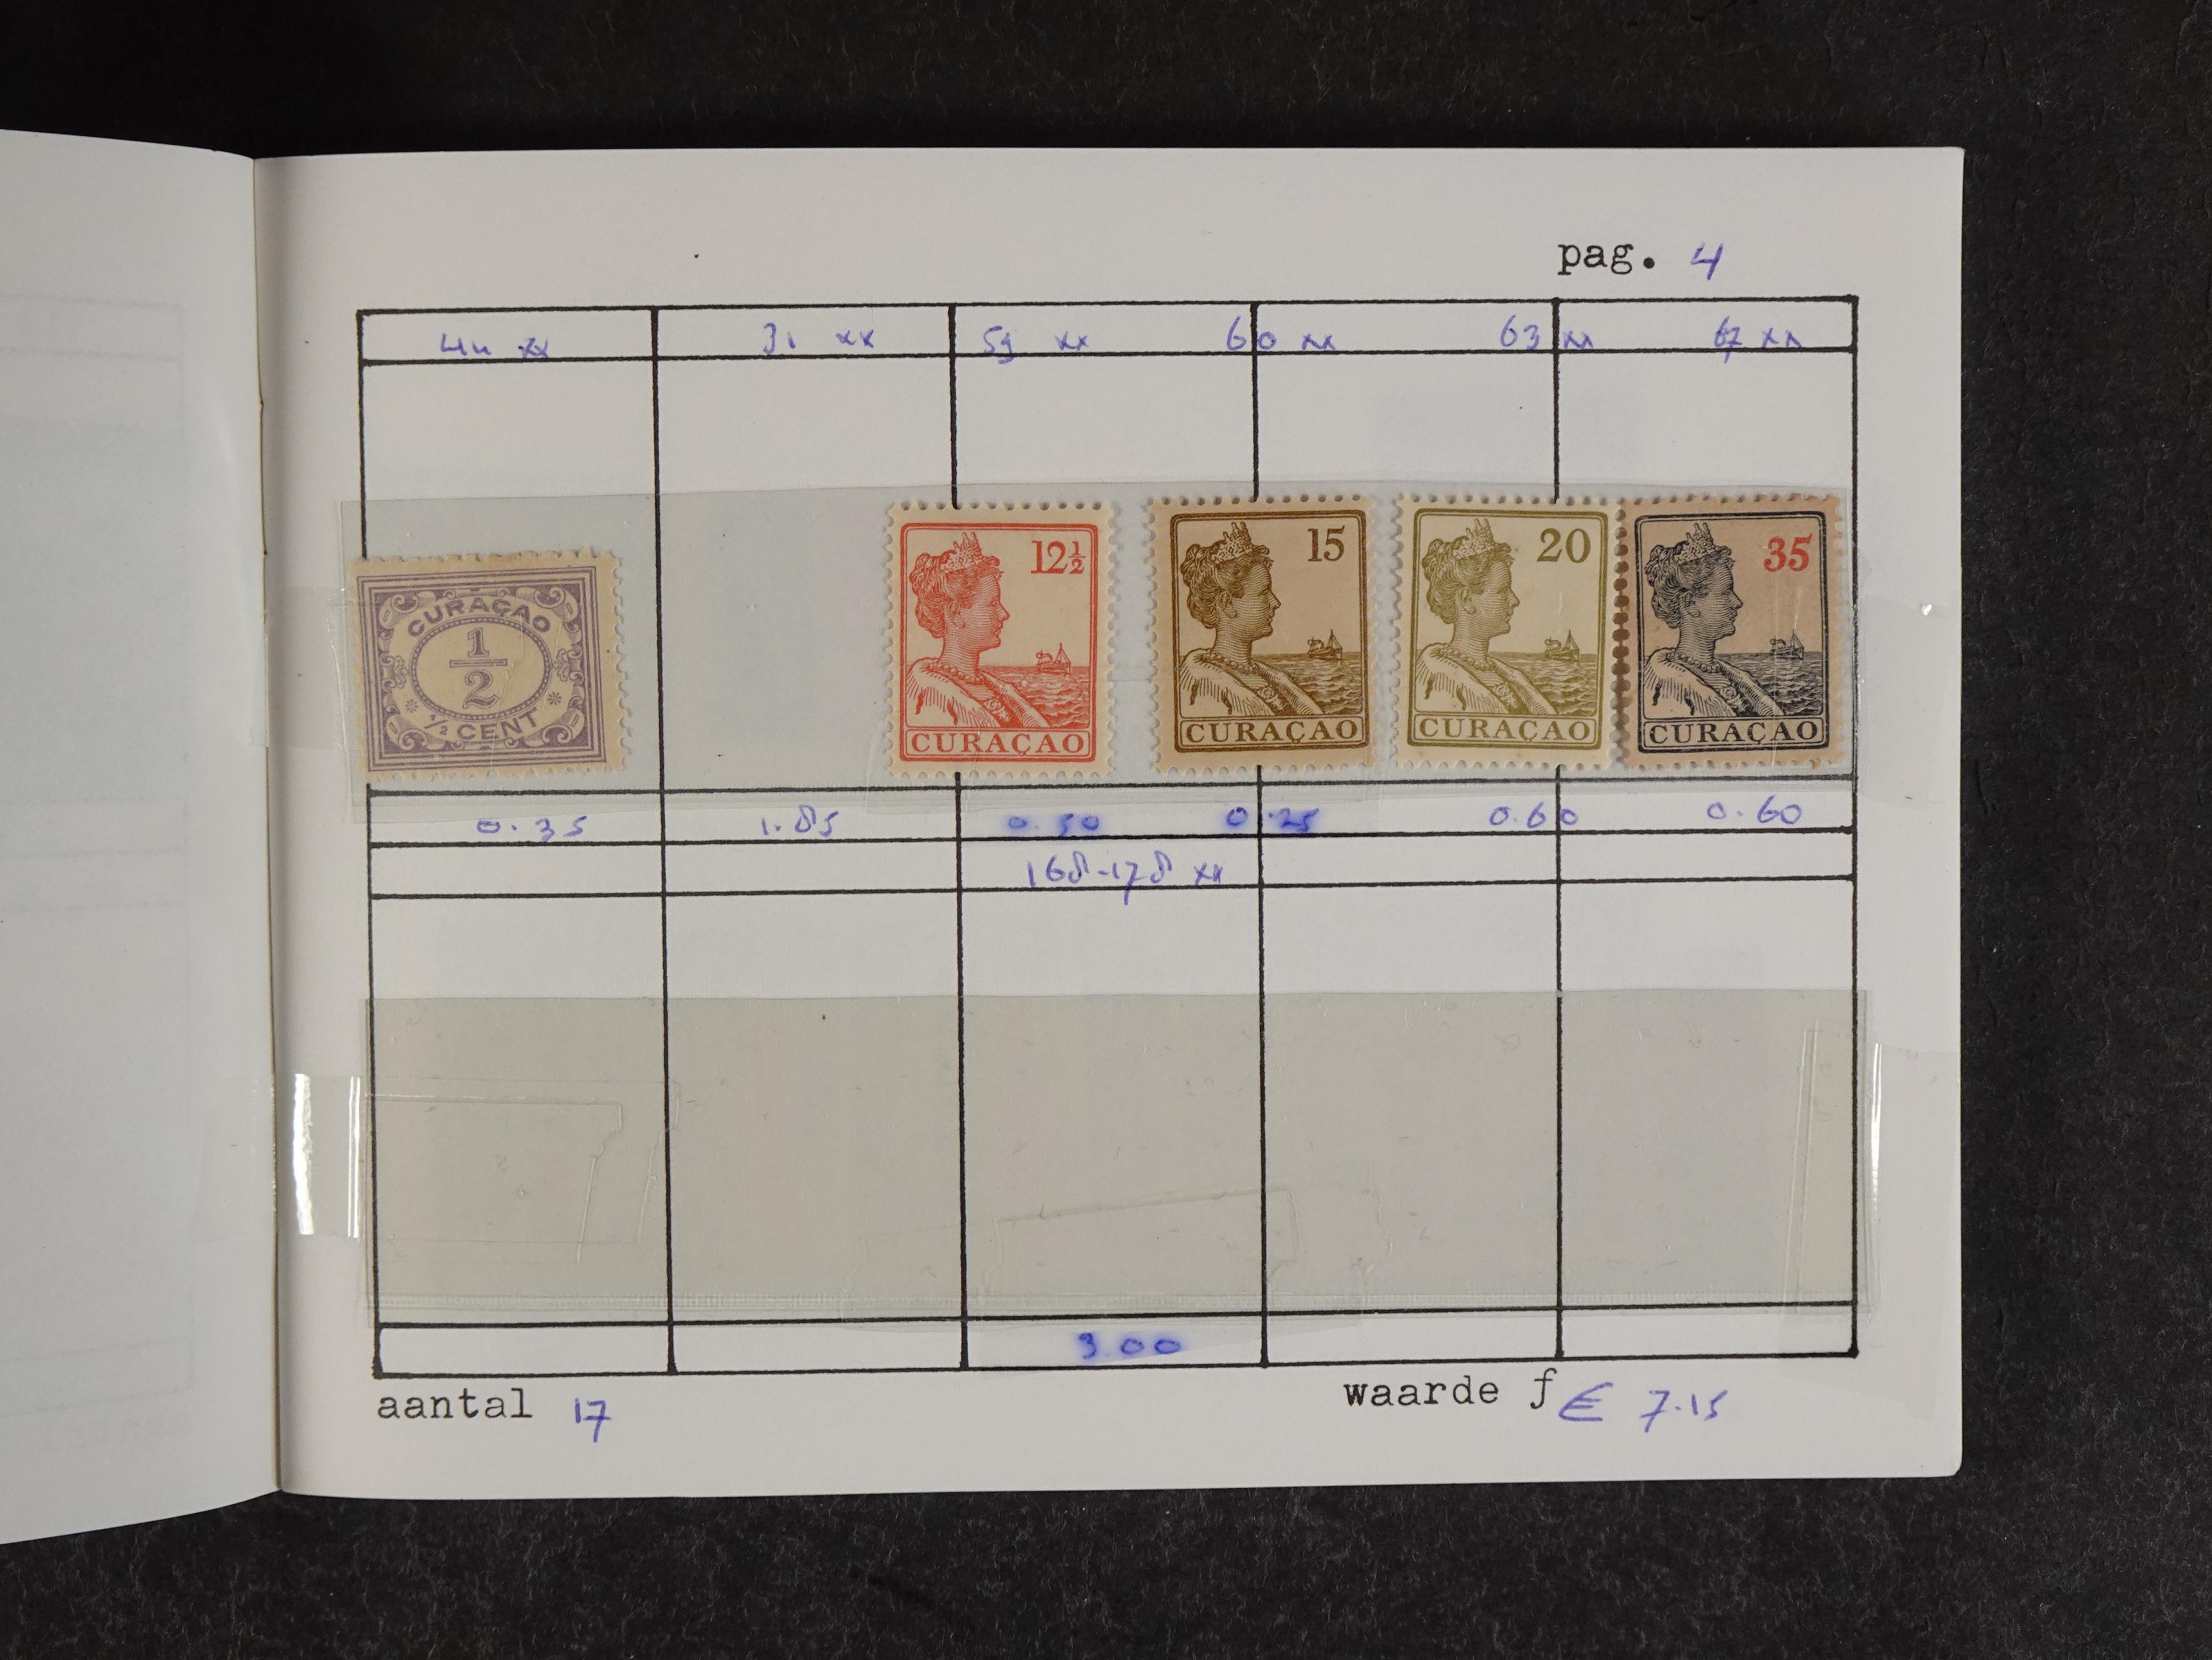 pag. 4
44 xx 31 xx 59 xx 60 xx 63 xx 67 xx
12½ 15 20 35
CURAÇAO
1/2
½ CENT
CURAÇAO CURAÇAO CURAÇAO CURAÇAO
0.35 1.85 0.50 0.25 0.60 0.60
168-178 xx
3.00
aantal 17 waarde f € 7.15